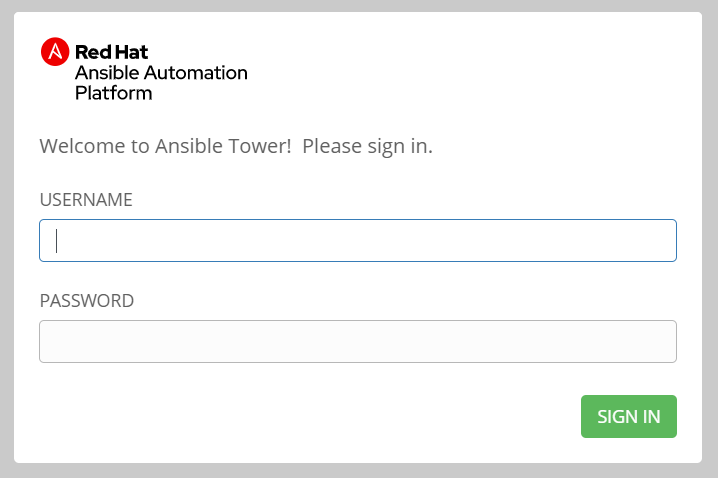 Red Hat
Ansible Automation
Platform
Welcome to Ansible Tower!  Please sign in.
USERNAME
PASSWORD
SIGN IN